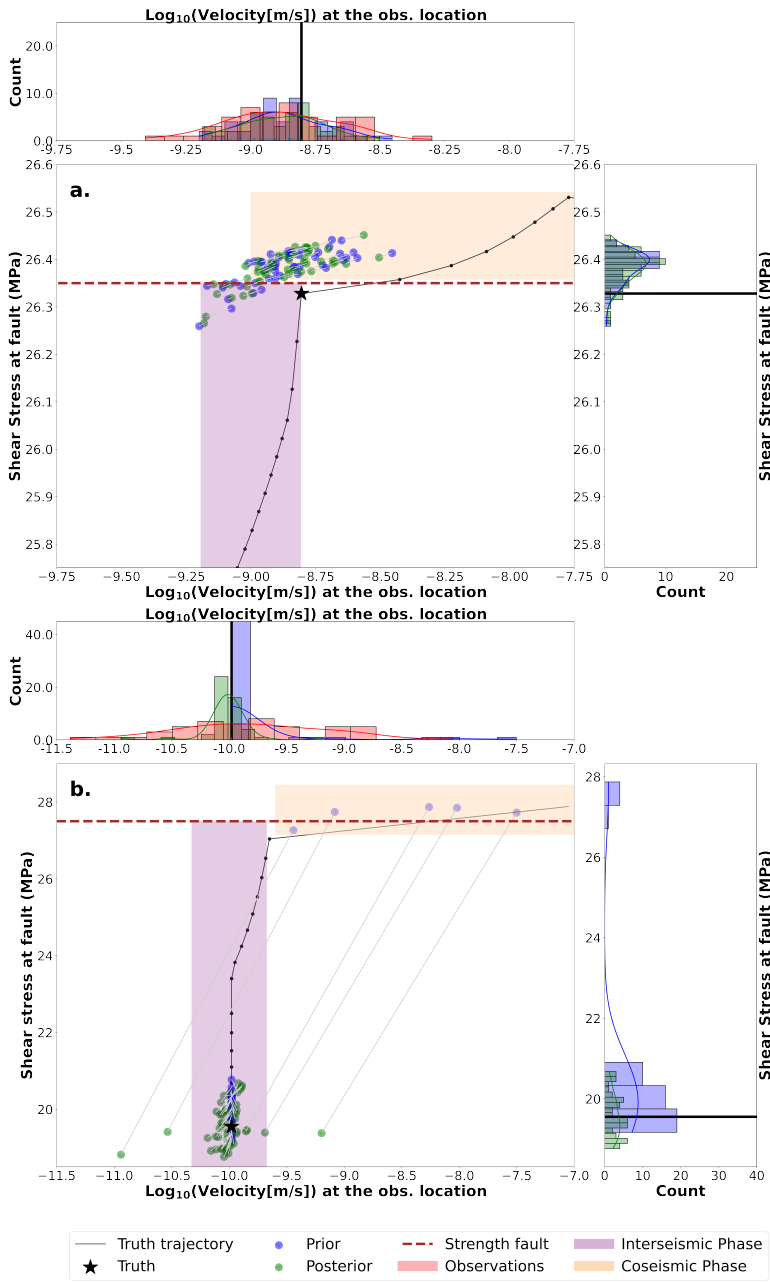 Log₁₀(Velocity[m/s]) at the obs. location
Count
20.0
10.0
0.0
−9.75 -9.5 -9.25 -9.0 -8.75 -8.5 -8.25 -8.0 -7.75
a.
Shear Stress at fault (MPa)
26.6
26.5
26.4
26.3
26.2
26.1
26.0
25.9
25.8
−9.75 −9.50 −9.25 −9.00 −8.75 −8.50 −8.25 −8.00 −7.75
Log₁₀(Velocity[m/s]) at the obs. location
26.6
26.5
26.4
26.3
26.2
26.1
26.0
25.9
25.8
0 10 20
Count
Shear Stress at fault (MPa)
Log₁₀(Velocity[m/s]) at the obs. location
Count
40.0
20.0
0.0
-11.5 -11.0 -10.5 -10.0 -9.5 -9.0 -8.5 -8.0 -7.5 -7.0
b.
Shear stress at fault (MPa)
28
26
24
22
20
−11.5 −11.0 −10.5 −10.0 −9.5 −9.0 −8.5 −8.0 −7.5 −7.0
Log₁₀(Velocity[m/s]) at the obs. location
28
26
24
22
20
0 10 20 30 40
Count
Shear stress at fault (MPa)
Truth trajectory Prior Strength fault Interseismic Phase
Truth Posterior Observations Coseismic Phase